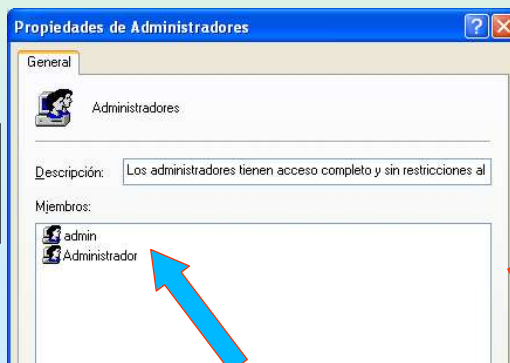 Propiedades de Administradores
General
Administradores
Descripción: Los administradores tienen acceso completo y sin restricciones al
Miembros:
admin
Administrador